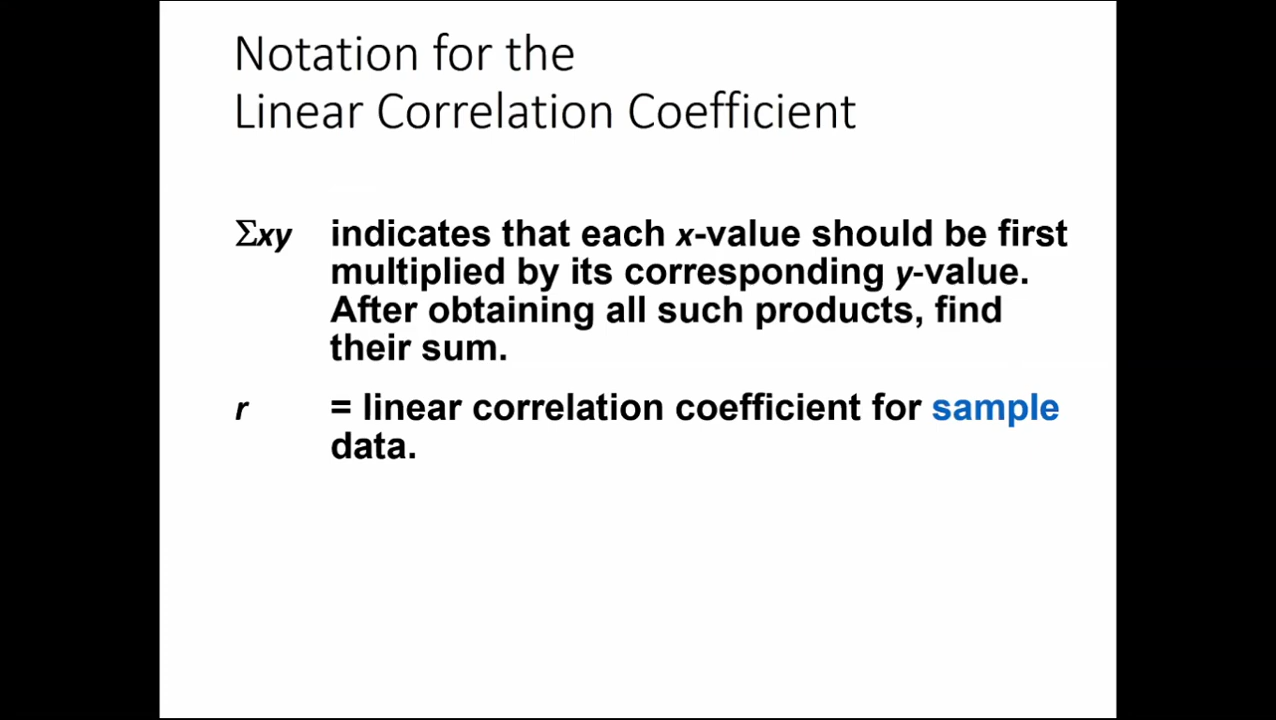 Notation for the
Linear Correlation Coefficient
Σxy indicates that each x-value should be first
multiplied by its corresponding y-value.
After obtaining all such products, find
their sum.
r = linear correlation coefficient for sample
data.